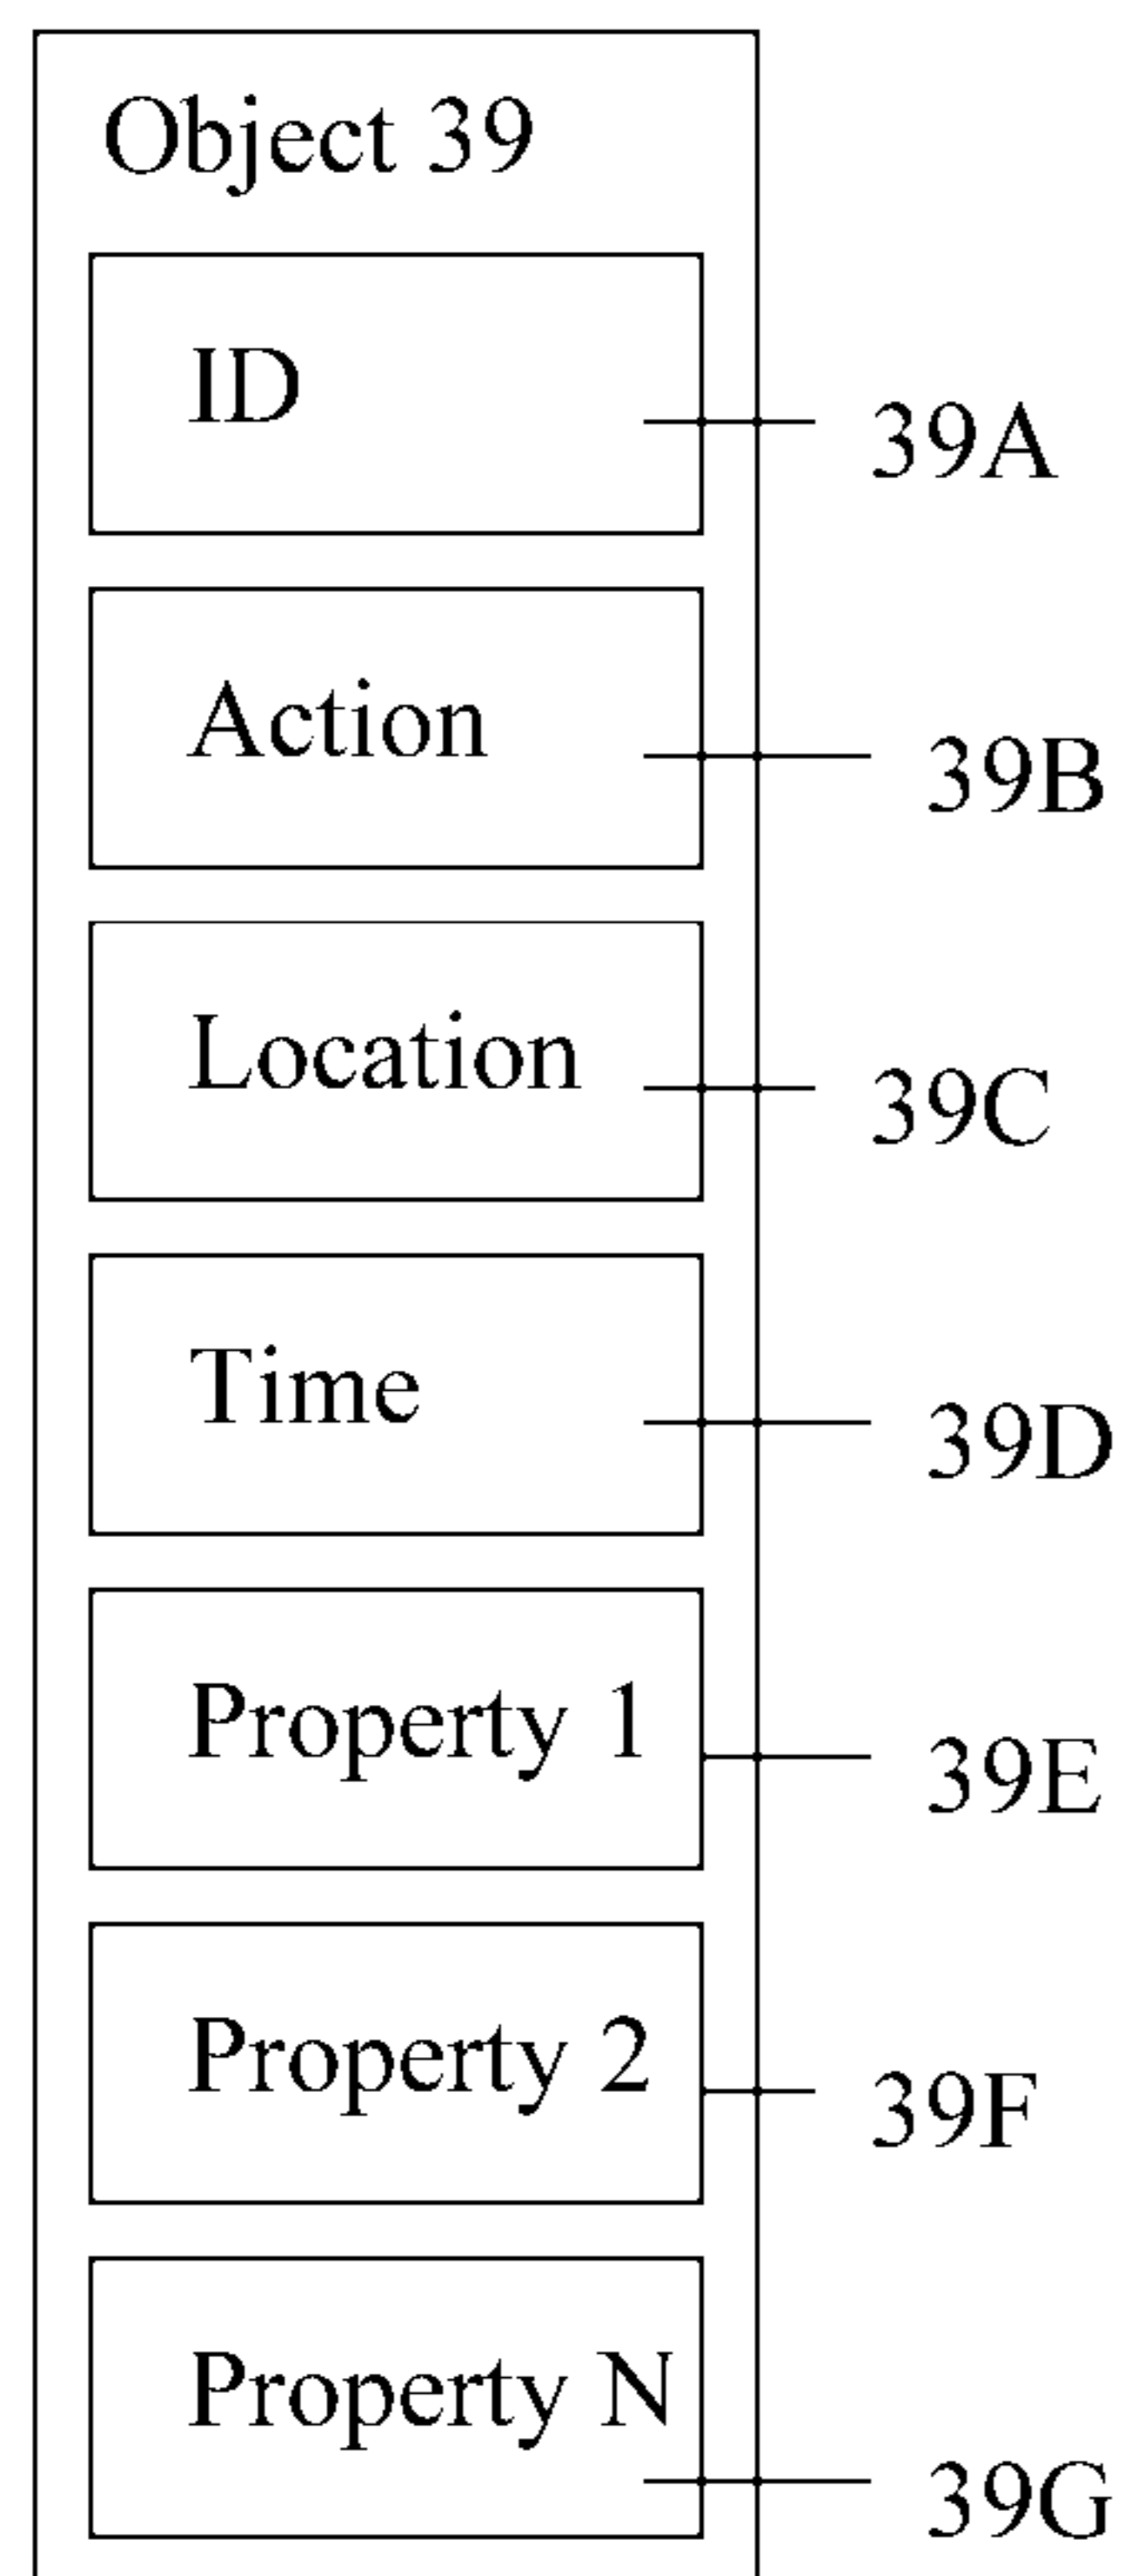 Object 39
ID
39A
Action
39B
Location
39C
Time
39D
Property 1
39E
Property 2
39F
Property N
39G